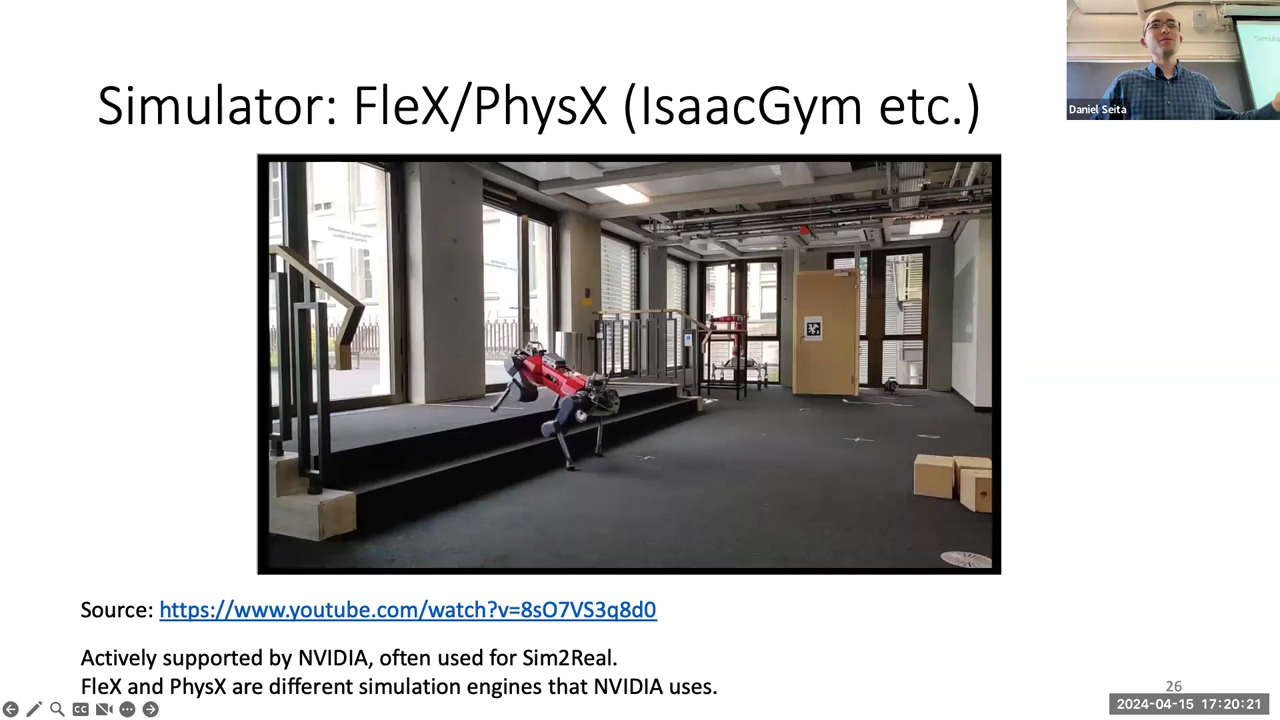 Simulator: FleX/PhysX (IsaacGym etc.)
Daniel Seita
Source: https://www.youtube.com/watch?v=8sO7VS3q8d0
Actively supported by NVIDIA, often used for Sim2Real.
FleX and PhysX are different simulation engines that NVIDIA uses.
26
CC
2024-04-15 17:20:21